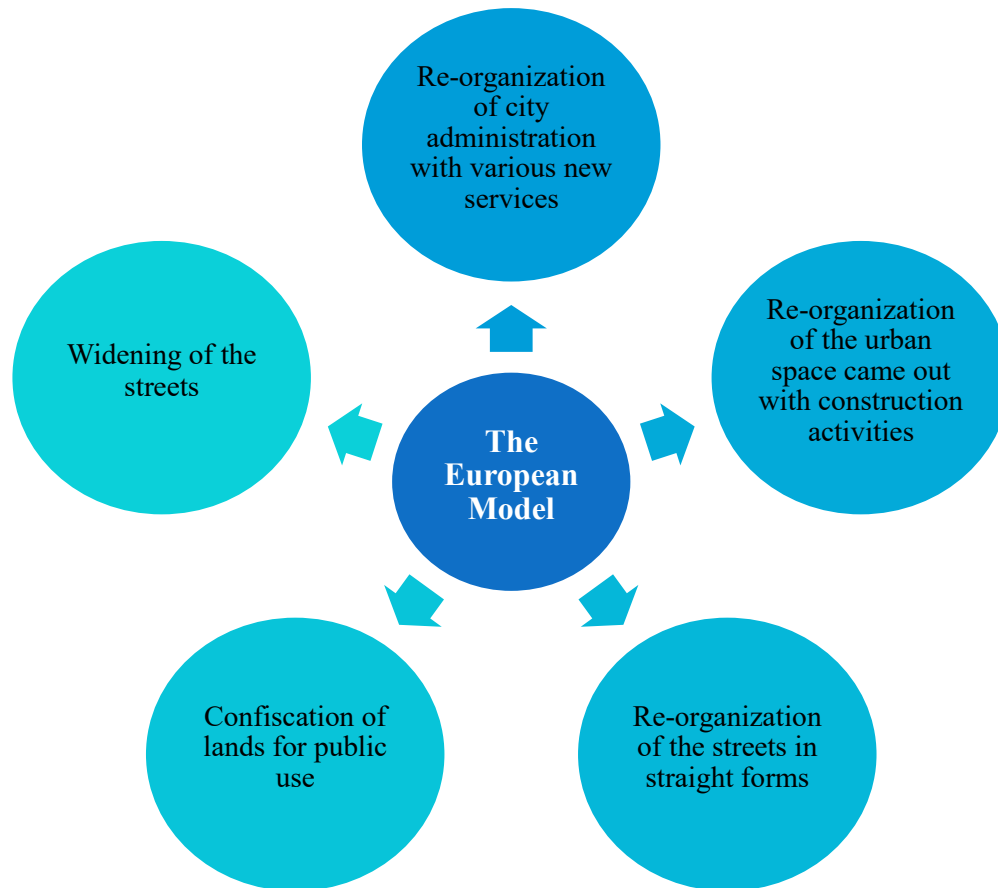 Re-organization
of city
administration
with various new
services
Re-organization
of the urban
space came out
with construction
activities
Widening of the
streets
The
European
Model
Confiscation of
lands for public
use
Re-organization
of the streets in
straight forms